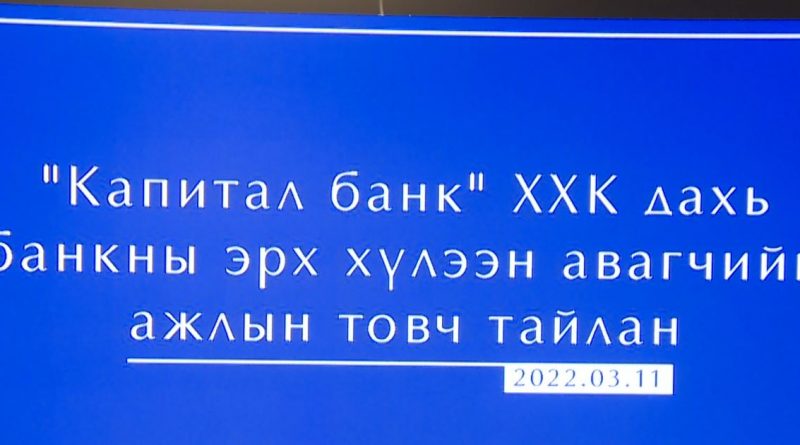 "Капитал банк" ХХК дахь
банкны эрх хүлээн авагчийн
ажлын товч тайлан
2022.03.11